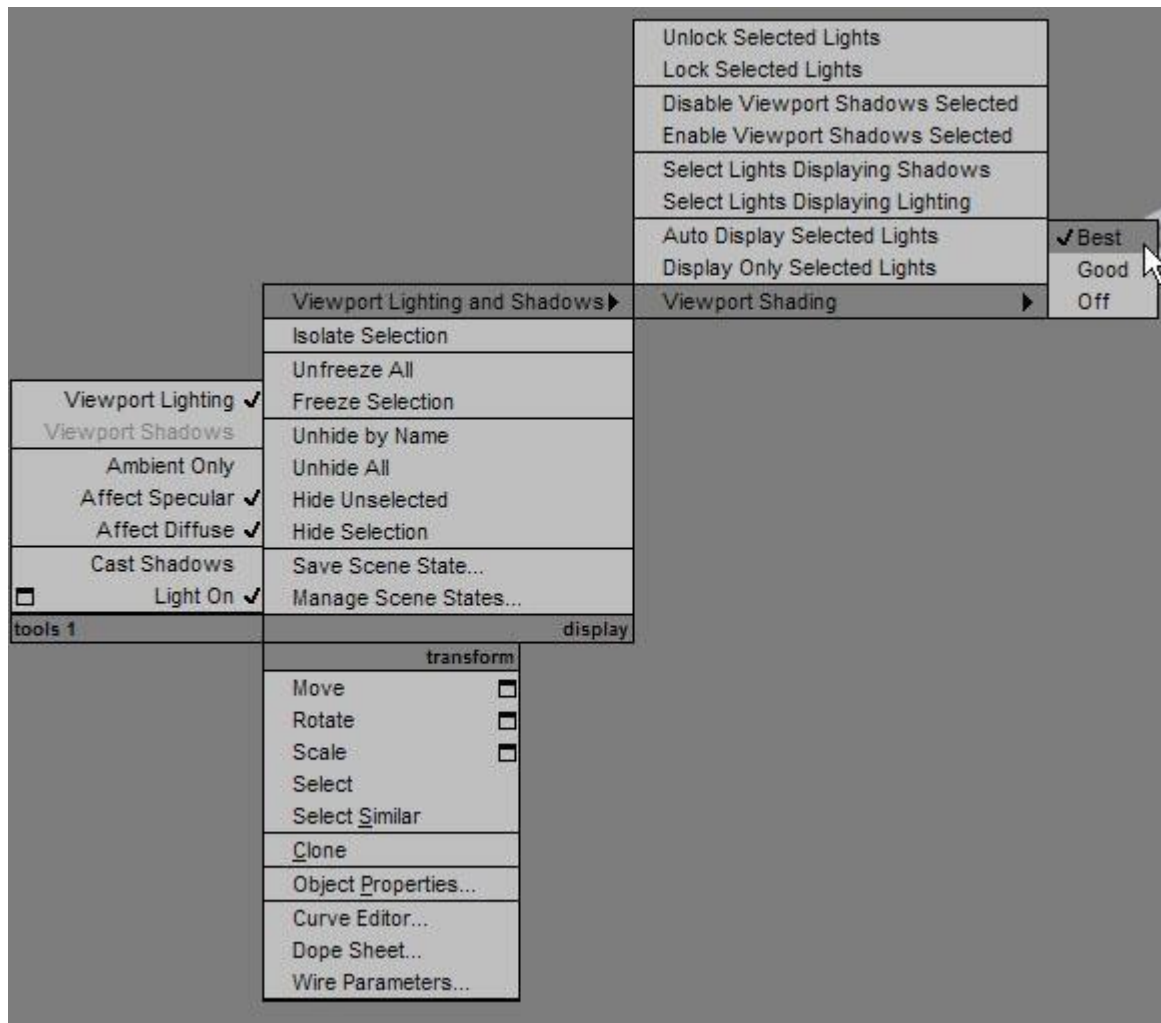 Unlock Selected Lights
Lock Selected Lights
Disable Viewport Shadows Selected
Enable Viewport Shadows Selected
Select Lights Displaying Shadows
Select Lights Displaying Lighting
Auto Display Selected Lights
Display Only Selected Lights
Viewport Shading
Best
Good
Off
Viewport Lighting and Shadows
Isolate Selection
Unfreeze All
Freeze Selection
Unhide by Name
Unhide All
Hide Unselected
Hide Selection
Save Scene State...
Manage Scene States...
display
Viewport Lighting
Viewport Shadows
Ambient Only
Affect Specular
Affect Diffuse
Cast Shadows
Light On
tools 1
transform
Move
Rotate
Scale
Select
Select Similar
Clone
Object Properties...
Curve Editor...
Dope Sheet...
Wire Parameters...